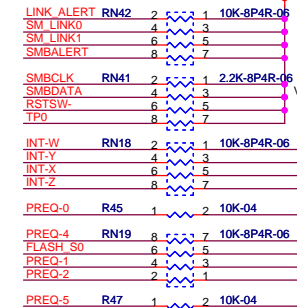 LINK_ALERT RN42 2 1 10K-8P4R-06
SM_LINK0 4 3
SM_LINK1 6 5
SMBALERT 8 7
SMBCLK RN41 2 1 2.2K-8P4R-06
SMBDATA 4 3
RSTSW- 6 5
TP0 8 7
INT-W RN18 2 1 10K-8P4R-06
INT-Y 4 3
INT-X 6 5
INT-Z 8 7
PREQ-0 R45 1 2 10K-04
PREQ-4 RN19 8 7 10K-8P4R-06
FLASH_S0 6 5
PREQ-1 4 3
PREQ-2 2 1
PREQ-5 R47 1 2 10K-04